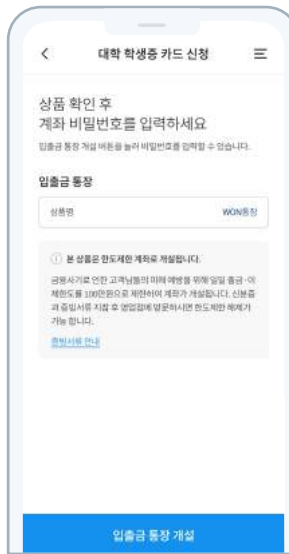 대학 학생증 카드 신청
상품 확인 후
계좌 비밀번호를 입력하세요
입출금 통장 개설 버튼을 눌러 비밀번호를 입력할 수 있습니다.
입출금 통장
상품명 WON통장
본 상품은 한도제한 계좌로 개설됩니다.
금융사기로 인한 고객님들의 피해 예방을 위해 일일 출금·이
체한도를 100만원으로 제한하여 계좌가 개설됩니다. 신분증
과 증빙서류 지참 후 영업점에 방문하시면 한도제한 해제가
가능 합니다.
증빙서류 안내
입출금 통장 개설